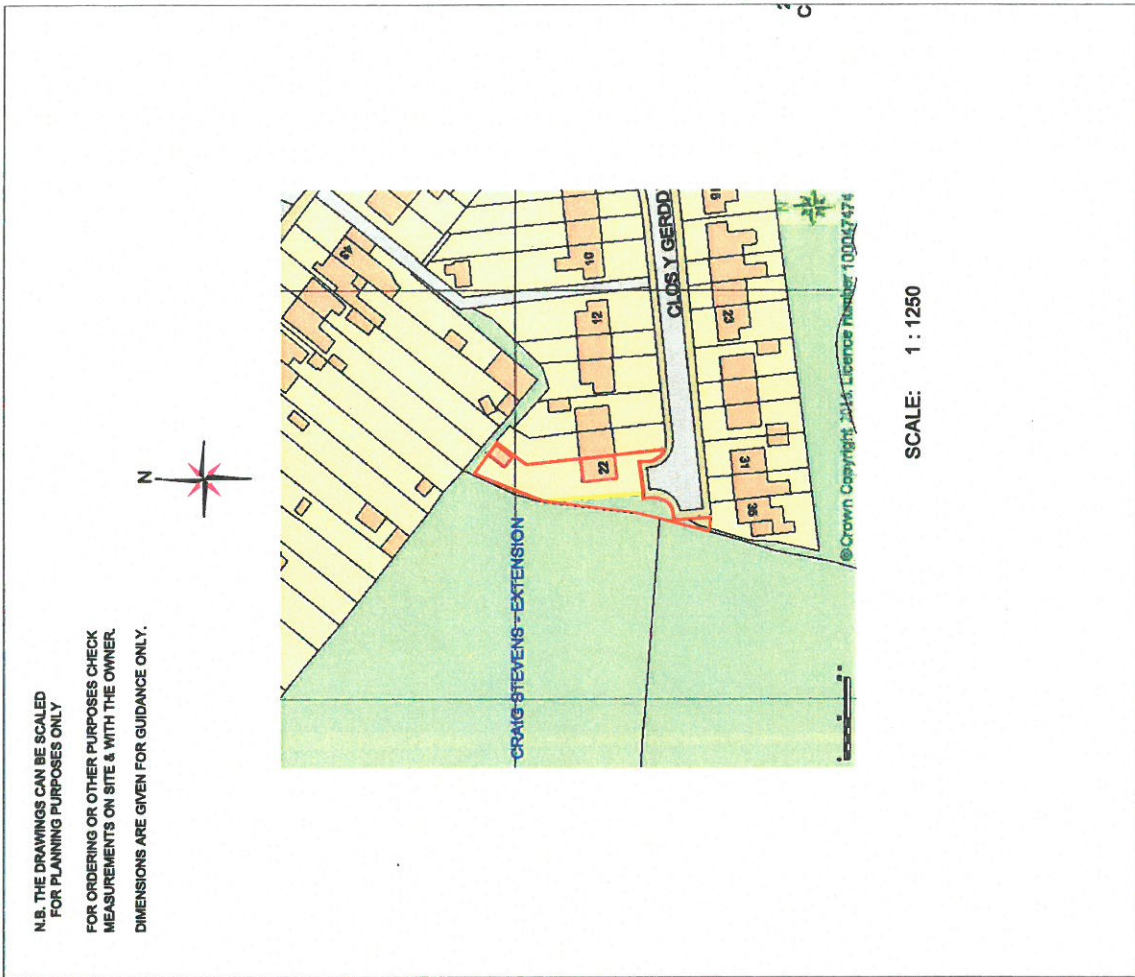 N.B. THE DRAWINGS CAN BE SCALED
FOR PLANNING PURPOSES ONLY
FOR ORDERING OR OTHER PURPOSES CHECK
MEASUREMENTS ON SITE & WITH THE OWNER.
DIMENSIONS ARE GIVEN FOR GUIDANCE ONLY.
N
49
10
12
22
CRAIG STEVENS - EXTENSION
CLOS Y GERDD
23
31
35
N
© Crown Copyright 2015. Licence number 100047474
SCALE: 1 : 1250
C